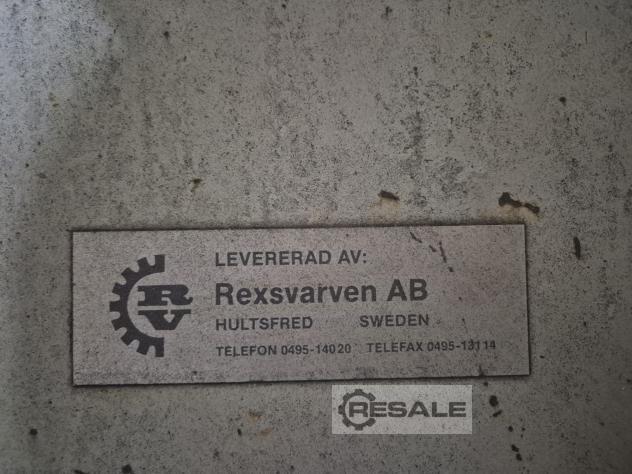 LEVERERAD AV:
RV
Rexsvarven AB
HULTSFRED SWEDEN
TELEFON 0495-14020 TELEFAX 0495-13114
RESALE